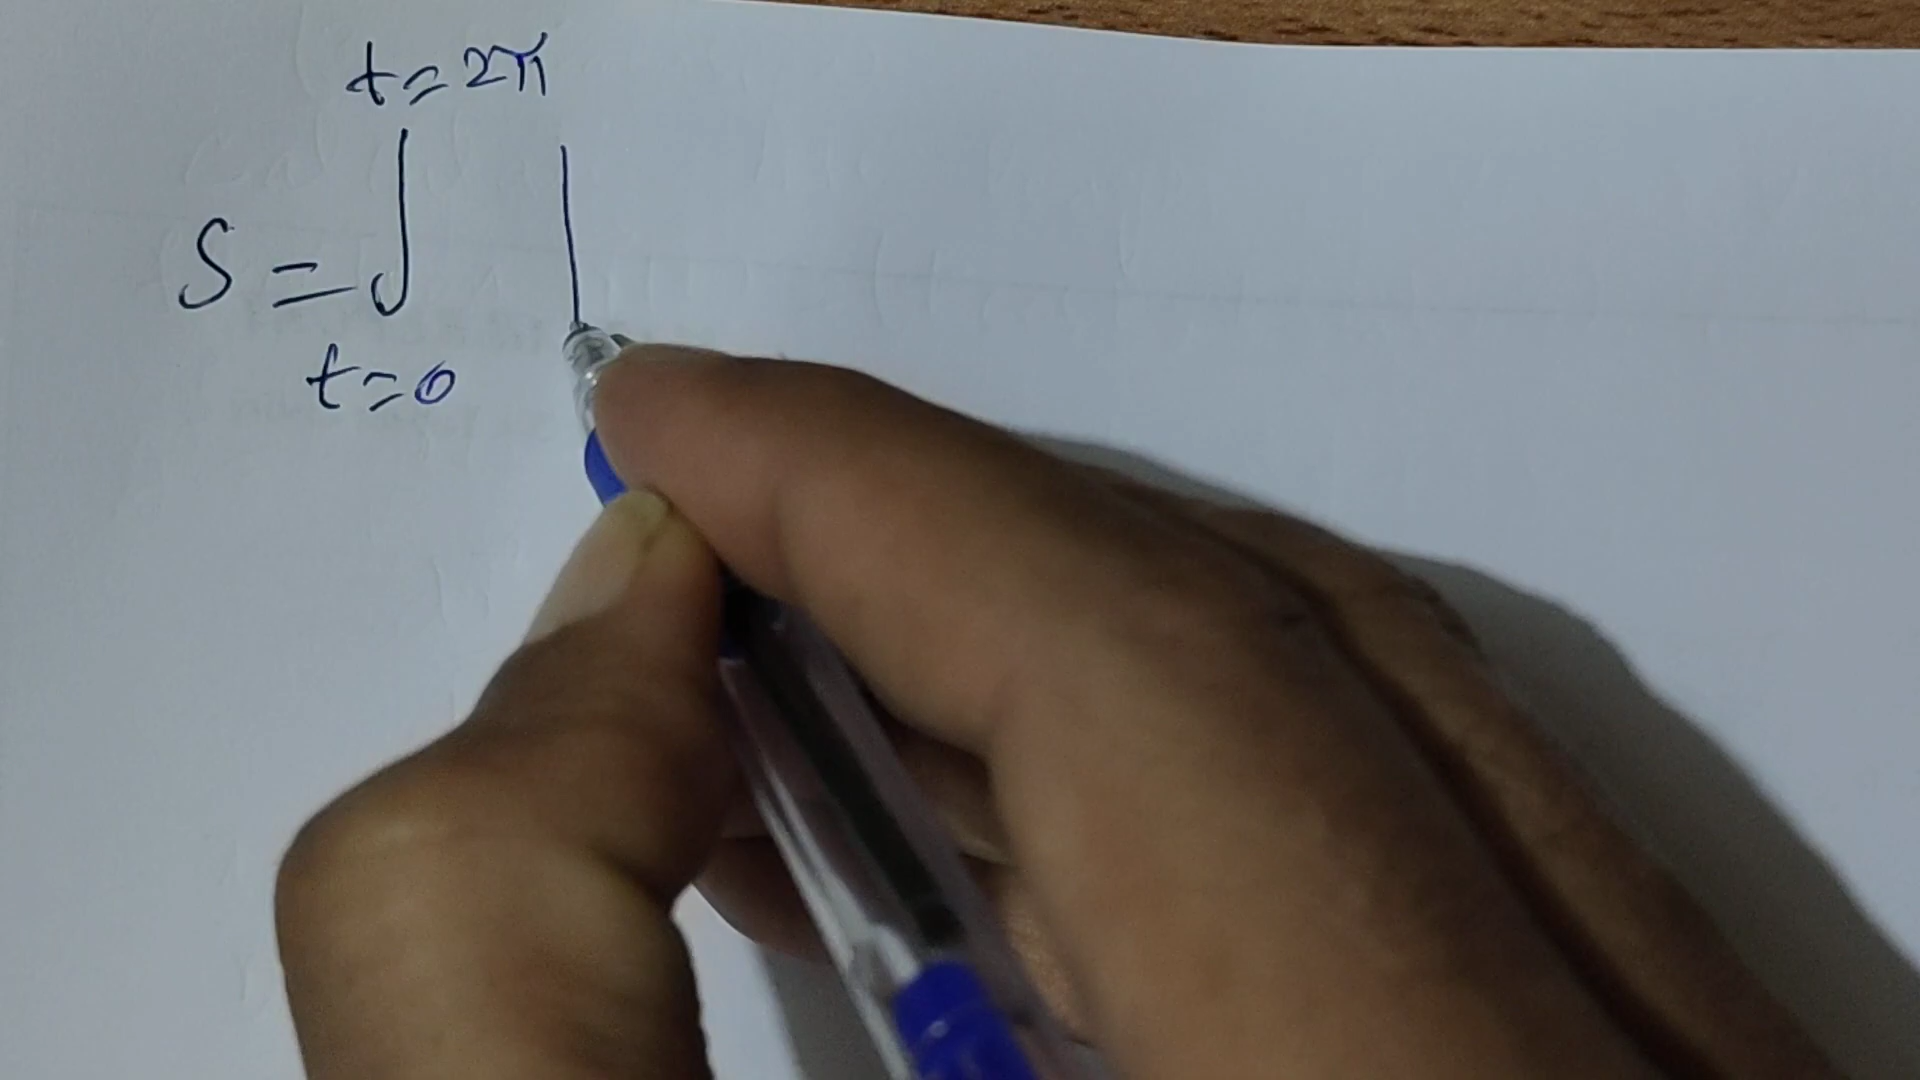 t = 2π
S = ∫ |
t = 0